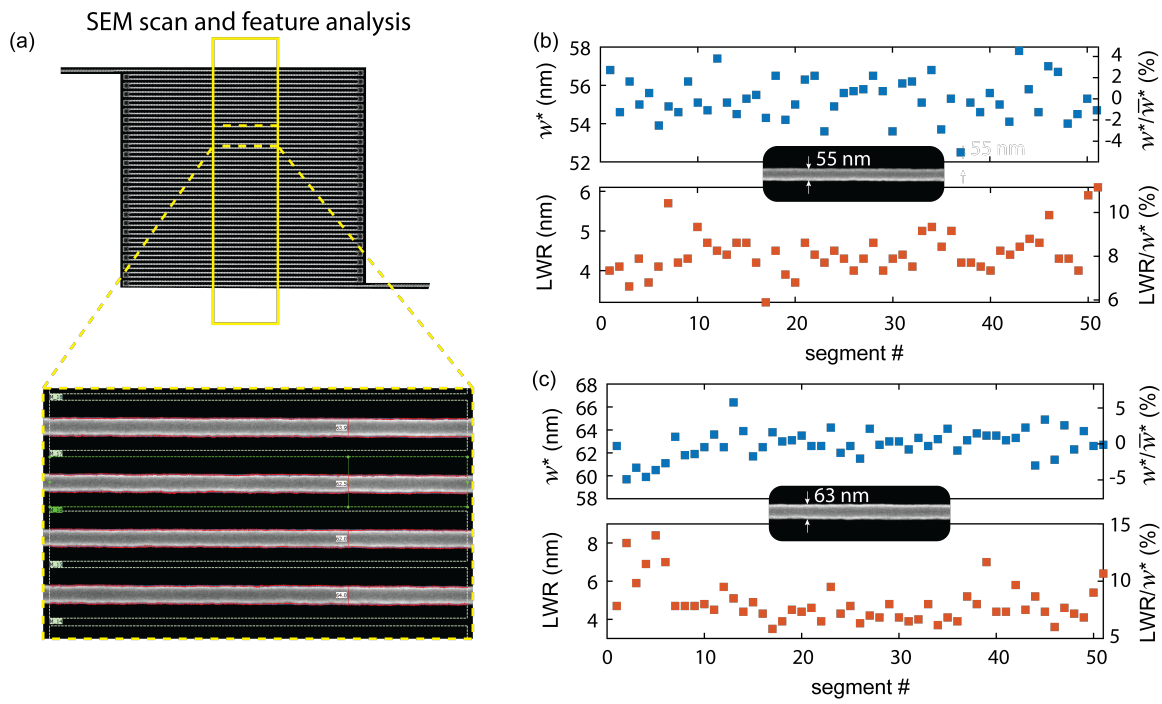 SEM scan and feature analysis
(a)
(b)
58
56
54
52
w* (nm)
4
2
0
-2
-4
w*/w̅* (%)
55 nm
55 nm
6
5
4
LWR (nm)
10
8
6
LWR/w* (%)
0
10
20
30
40
50
segment #
(c)
68
66
64
62
60
58
w* (nm)
5
0
-5
w*/w̅* (%)
63 nm
8
6
4
LWR (nm)
15
10
5
LWR/w* (%)
0
10
20
30
40
50
segment #